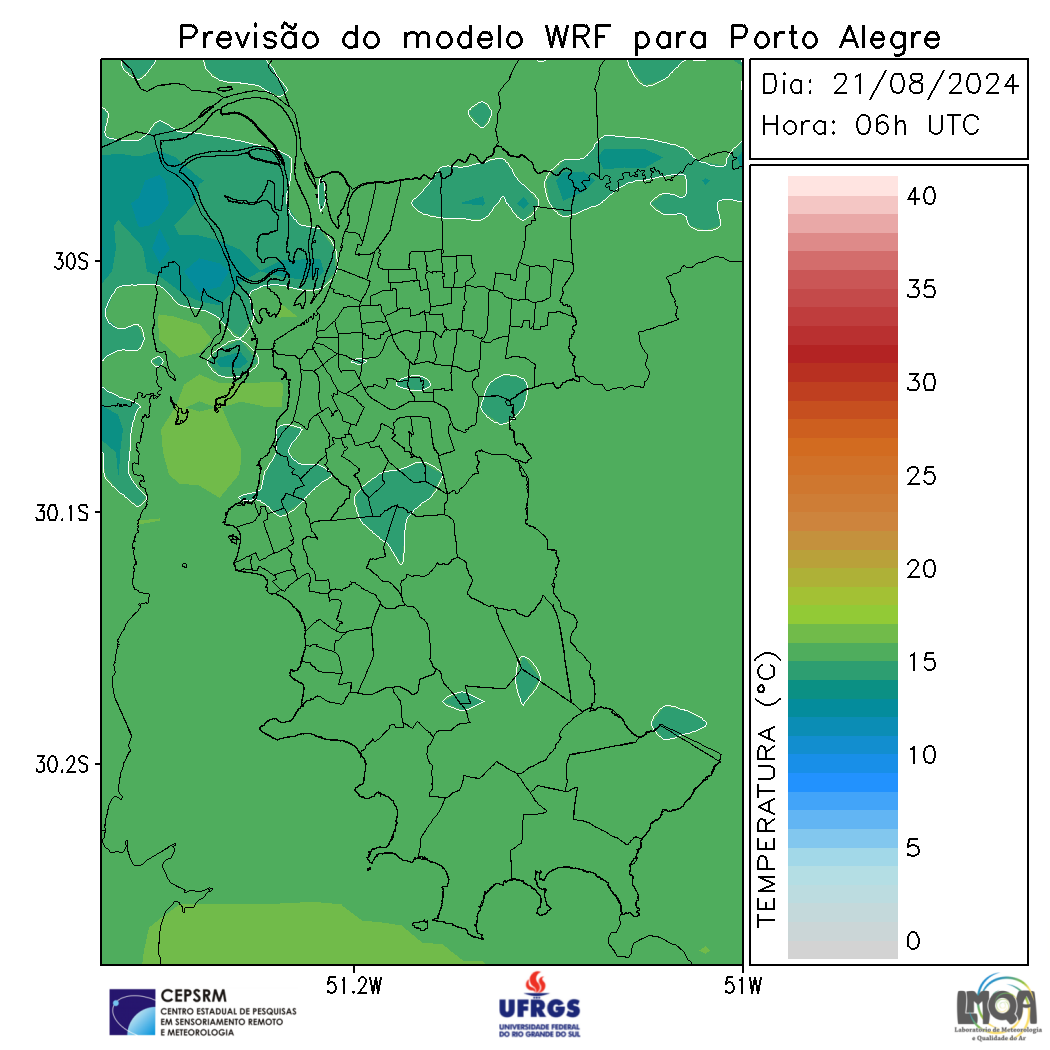 Previsão do modelo WRF para Porto Alegre
Dia: 21/08/2024
Hora: 06h UTC
30S
30.1S
30.2S
51.2W
51W
TEMPERATURA (°C)
40
35
30
25
20
15
10
5
0
CEPSRM
CENTRO ESTADUAL DE PESQUISAS
EM SENSORIAMENTO REMOTO
E METEOROLOGIA
UFRGS
UNIVERSIDADE FEDERAL
DO RIO GRANDE DO SUL
LMQA
Laboratório de Meteorologia
e Qualidade do Ar